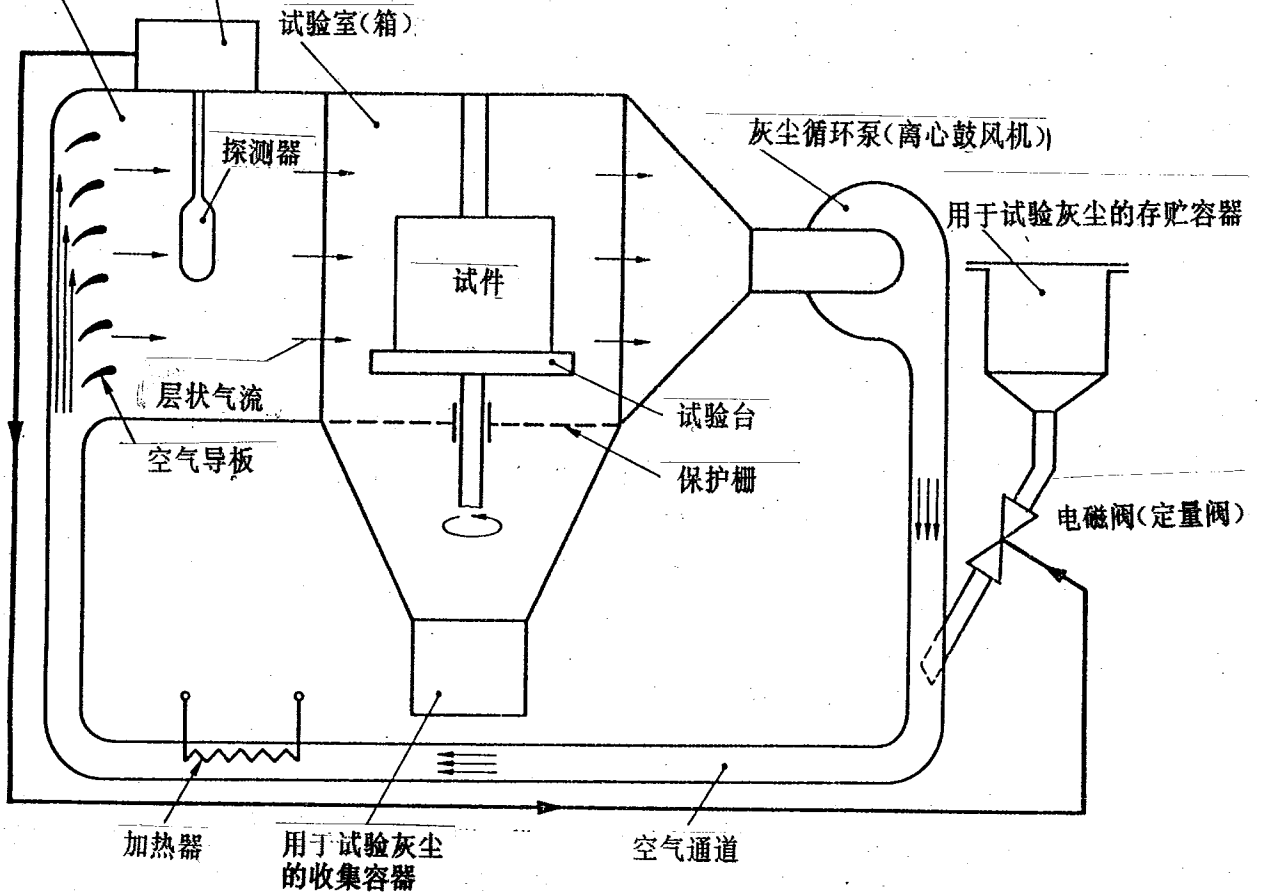 试验室(箱)
灰尘循环泵(离心鼓风机)
探测器
用于试验灰尘的存贮容器
试件
层状气流
试验台
空气导板
保护栅
电磁阀(定量阀)
加热器
用于试验灰尘
的收集容器
空气通道